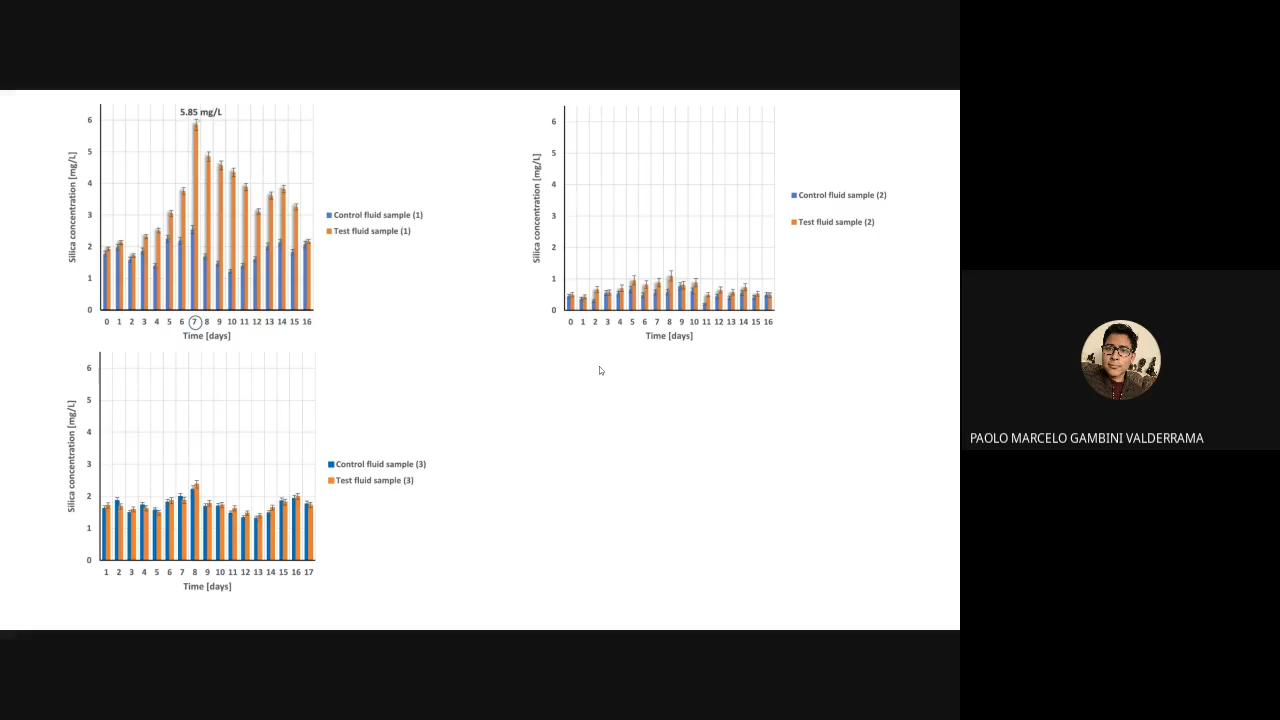 5.85 mg/L
6
5
4
3
2
1
0
Silica concentration [mg/L]
0 1 2 3 4 5 6 7 8 9 10 11 12 13 14 15 16
Time [days]
Control fluid sample (1)
Test fluid sample (1)
6
5
4
3
2
1
0
Silica concentration [mg/L]
0 1 2 3 4 5 6 7 8 9 10 11 12 13 14 15 16
Time [days]
Control fluid sample (2)
Test fluid sample (2)
6
5
4
3
2
1
0
Silica concentration [mg/L]
1 2 3 4 5 6 7 8 9 10 11 12 13 14 15 16 17
Time [days]
Control fluid sample (3)
Test fluid sample (3)
PAOLO MARCELO GAMBINI VALDERRAMA